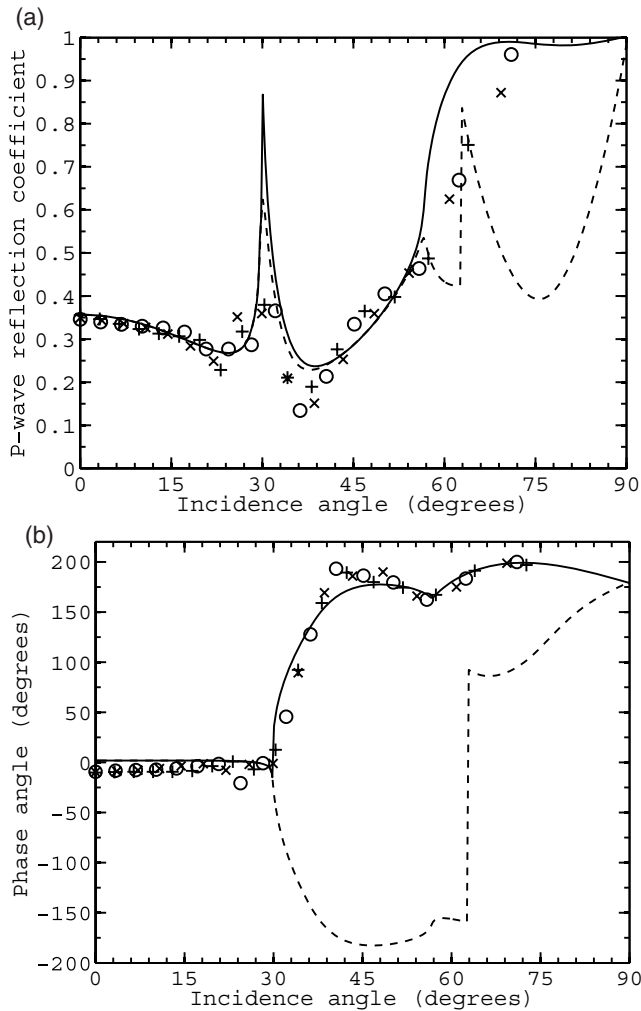 (a)
P-wave reflection coefficient
1
0.9
0.8
0.7
0.6
0.5
0.4
0.3
0.2
0.1
0
0 15 30 45 60 75 90
Incidence angle (degrees)
(b)
Phase angle (degrees)
200
150
100
50
0
-50
-100
-150
-200
0 15 30 45 60 75 90
Incidence angle (degrees)